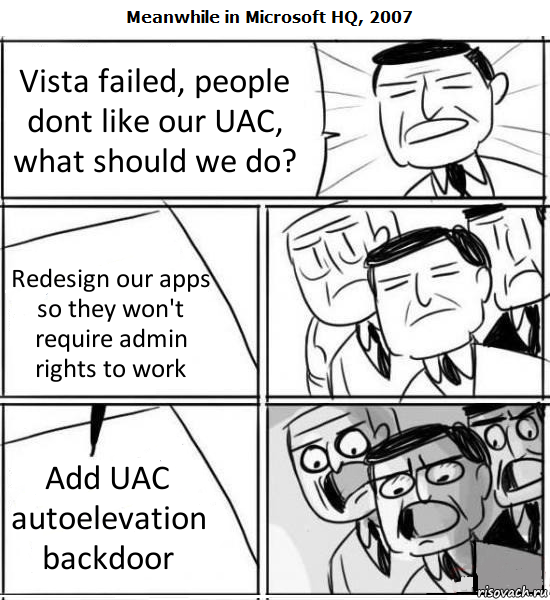 Meanwhile in Microsoft HQ, 2007
Vista failed, people
dont like our UAC,
what should we do?
Redesign our apps
so they won't
require admin
rights to work
Add UAC
autoelevation
backdoor
risovach.ru